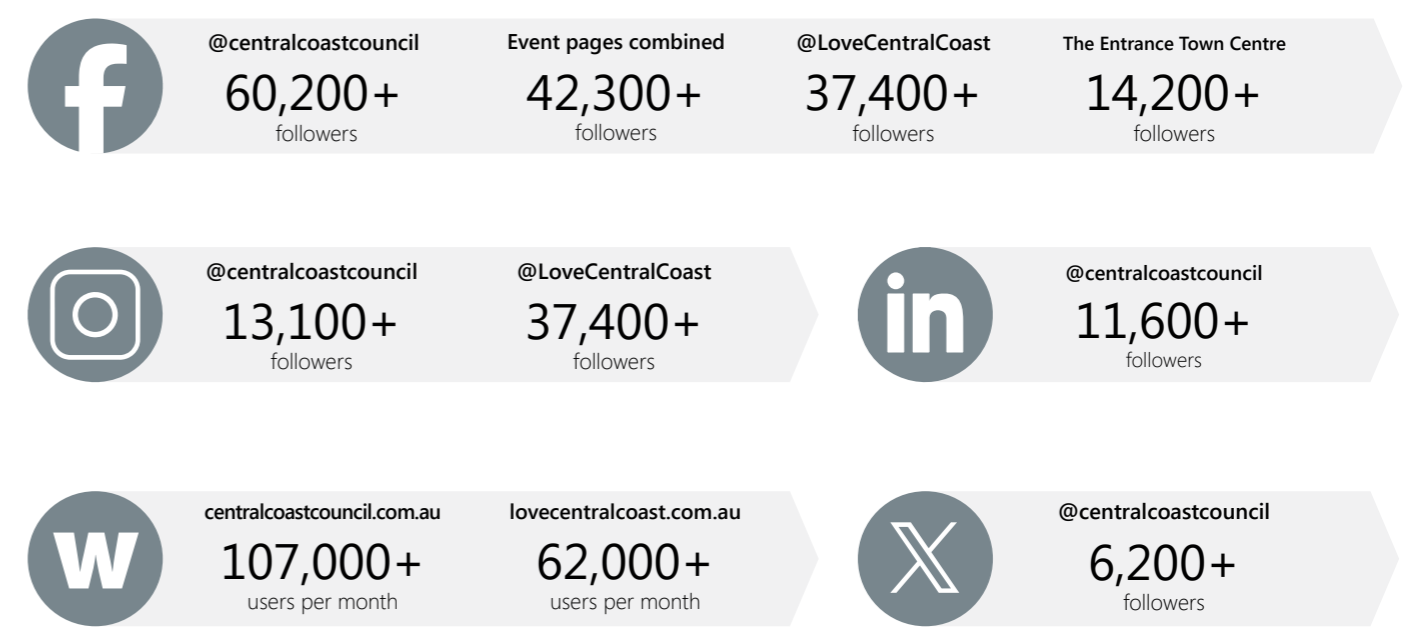 @centralcoastcouncil
60,200+
followers
Event pages combined
42,300+
followers
@LoveCentralCoast
37,400+
followers
The Entrance Town Centre
14,200+
followers
@centralcoastcouncil
13,100+
followers
@LoveCentralCoast
37,400+
followers
in
@centralcoastcouncil
11,600+
followers
W
centralcoastcouncil.com.au
107,000+
users per month
lovecentralcoast.com.au
62,000+
users per month
X
@centralcoastcouncil
6,200+
followers